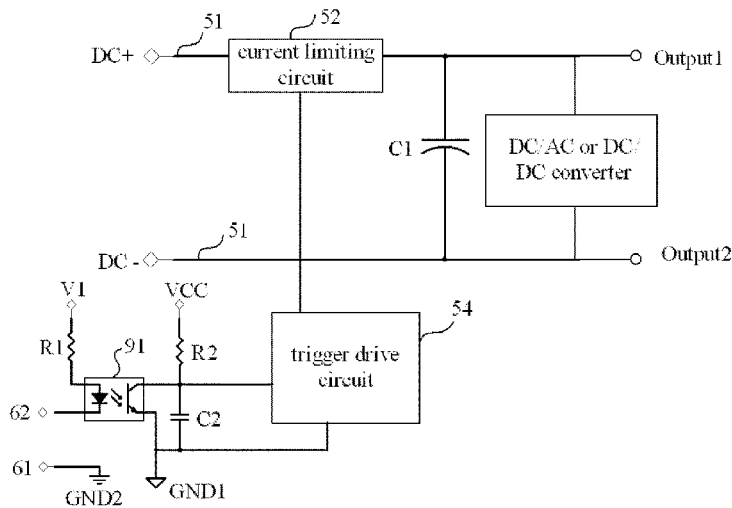 51
52
DC+
current limiting
circuit
Output1
C1
DC/AC or DC/
DC converter
51
DC -
Output2
V1
VCC
54
R1
91
R2
trigger drive
circuit
62
C2
61
GND2
GND1